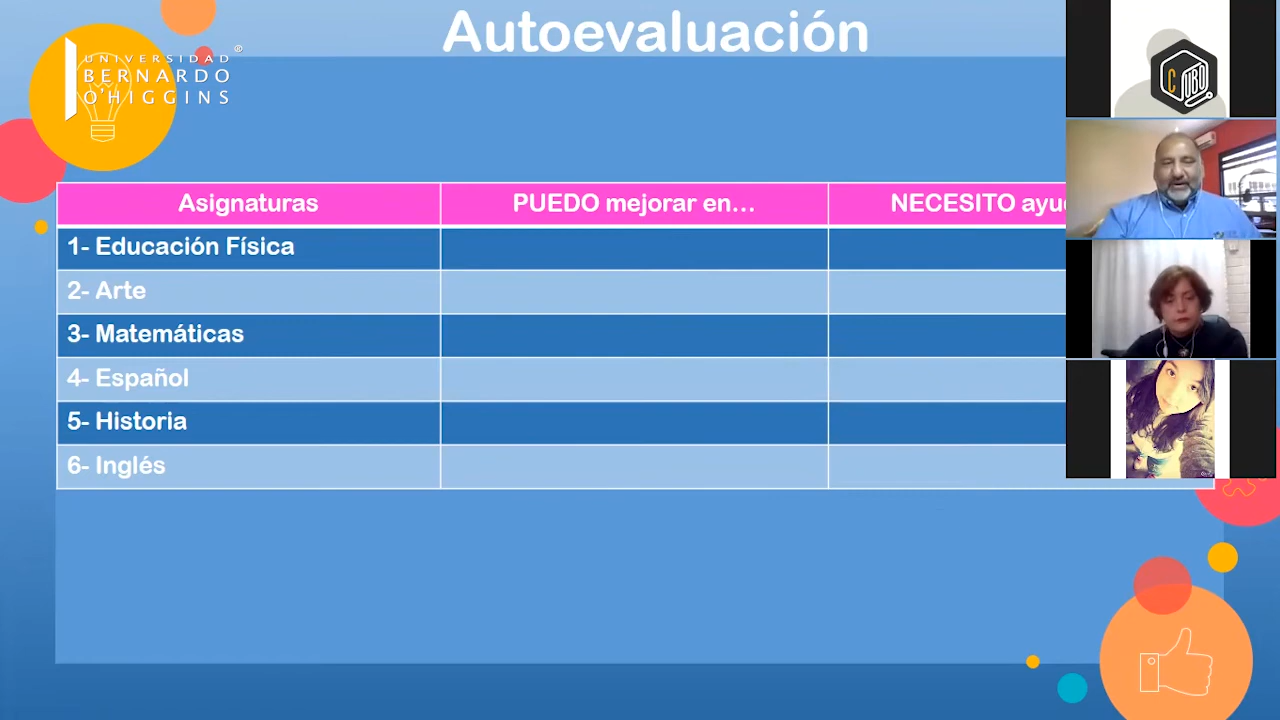 Autoevaluación
UNIVERSIDAD
BERNARDO
O'HIGGINS
®
Asignaturas
PUEDO mejorar en...
NECESITO
1- Educación Física
2- Arte
3- Matemáticas
4- Español
5- Historia
6- Inglés
C UBO